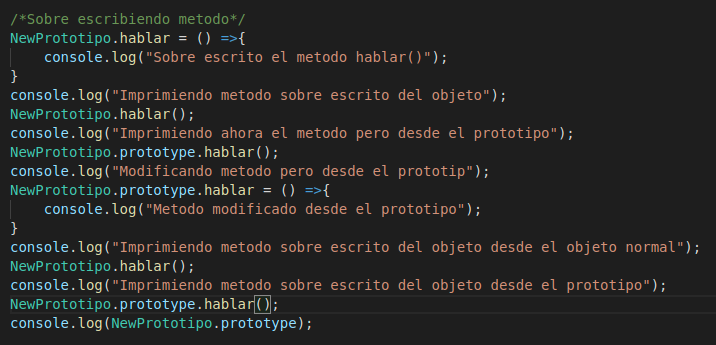 /*Sobre escribiendo metodo*/
NewPrototipo.hablar = () =>{
    console.log("Sobre escrito el metodo hablar()");
}
console.log("Imprimiendo metodo sobre escrito del objeto");
NewPrototipo.hablar();
console.log("Imprimiendo ahora el metodo pero desde el prototipo");
NewPrototipo.prototype.hablar();
console.log("Modificando metodo pero desde el prototip");
NewPrototipo.prototype.hablar = () =>{
    console.log("Metodo modificado desde el prototipo");
}
console.log("Imprimiendo metodo sobre escrito del objeto desde el objeto normal");
NewPrototipo.hablar();
console.log("Imprimiendo metodo sobre escrito del objeto desde el prototipo");
NewPrototipo.prototype.hablar();
console.log(NewPrototipo.prototype);